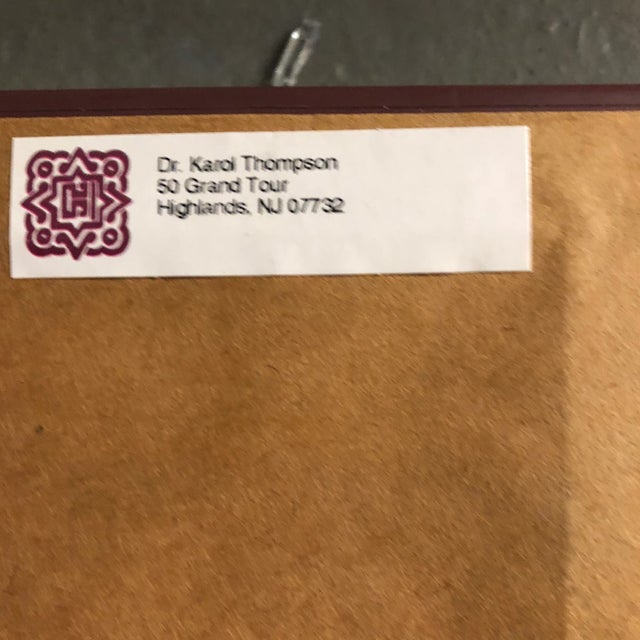 Dr. Karol Thompson
50 Grand Tour
Highlands, NJ 07732